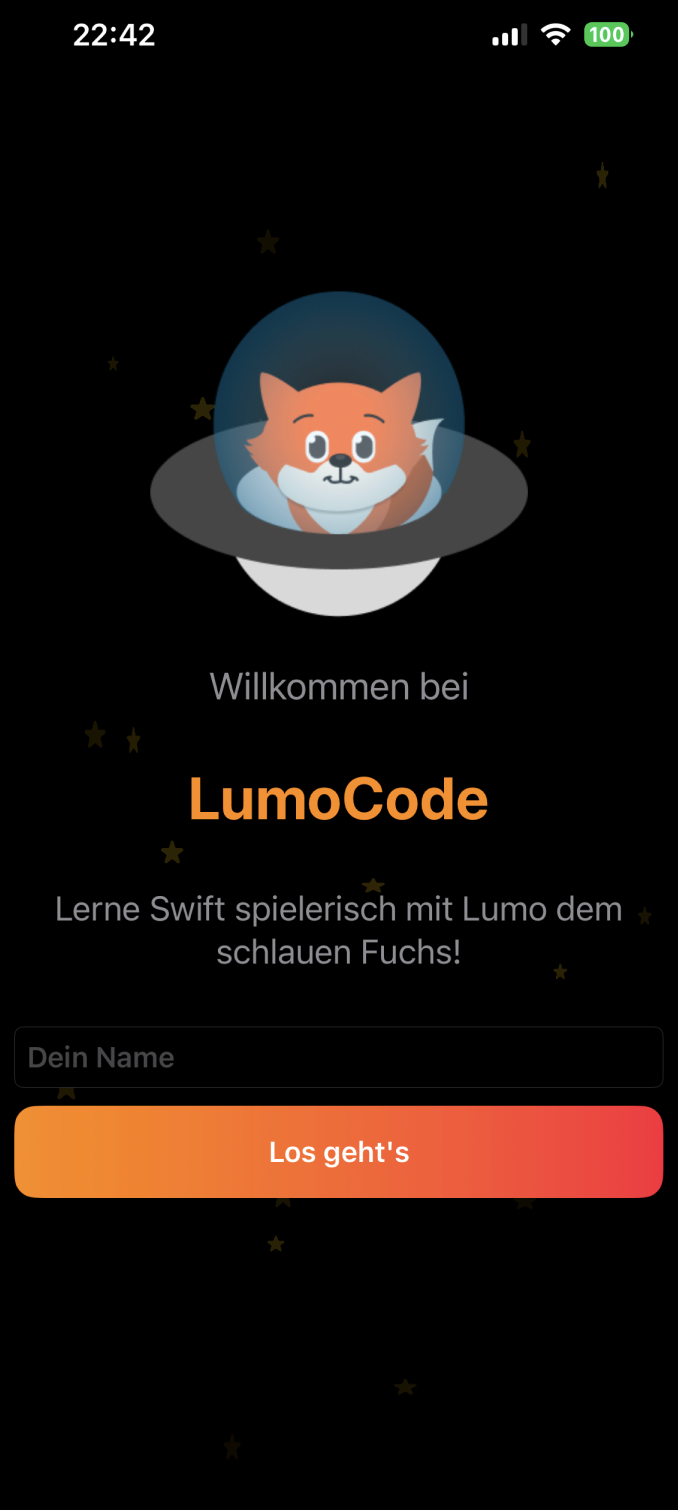 22:42
100
Willkommen bei
LumoCode
Lerne Swift spielerisch mit Lumo dem
schlauen Fuchs!
Dein Name
Los geht's